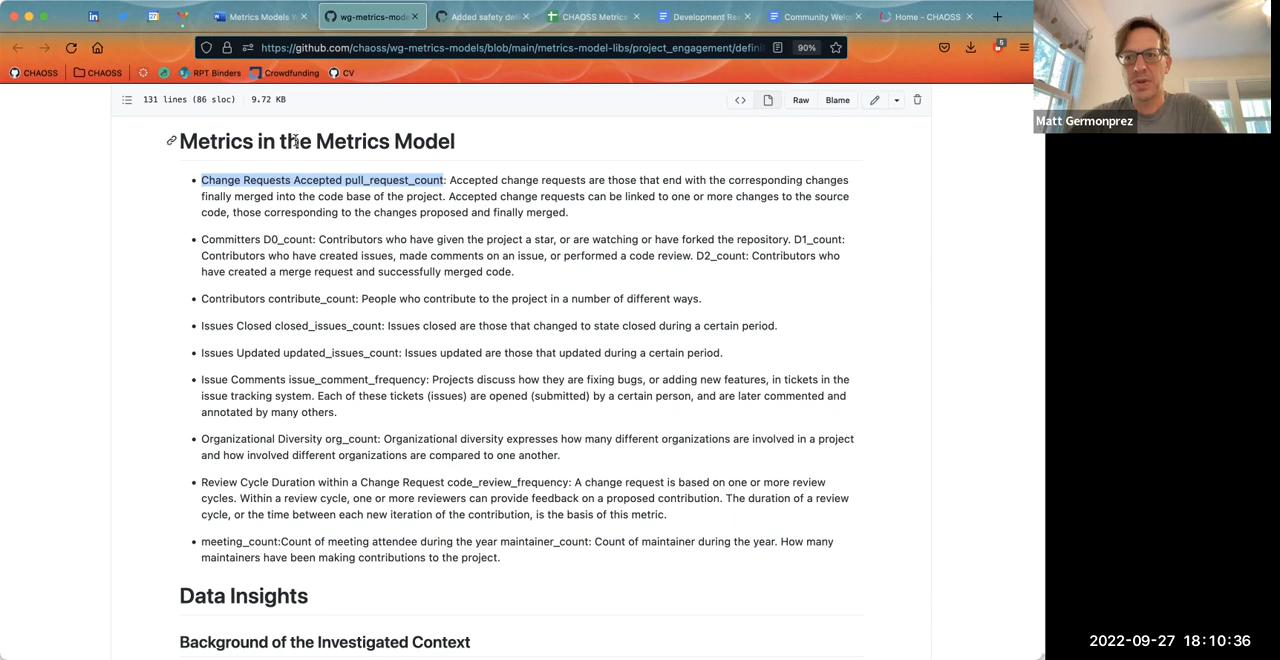 Metrics Models W
wg-metrics-mode
Added safety def
CHAOSS Metrics
Development Rea
Community Welc
Home - CHAOSS
https://github.com/chaoss/wg-metrics-models/blob/main/metrics-model-libs/project_engagement/defini
90%
5
CHAOSS
CHAOSS
RPT Binders
Crowdfunding
CV
131 lines (86 sloc)
9.72 KB
Raw
Blame
Matt Germonprez
Metrics in the Metrics Model
• Change Requests Accepted pull_request_count: Accepted change requests are those that end with the corresponding changes
finally merged into the code base of the project. Accepted change requests can be linked to one or more changes to the source
code, those corresponding to the changes proposed and finally merged.
• Committers D0_count: Contributors who have given the project a star, or are watching or have forked the repository. D1_count:
Contributors who have created issues, made comments on an issue, or performed a code review. D2_count: Contributors who
have created a merge request and successfully merged code.
• Contributors contribute_count: People who contribute to the project in a number of different ways.
• Issues Closed closed_issues_count: Issues closed are those that changed to state closed during a certain period.
• Issues Updated updated_issues_count: Issues updated are those that updated during a certain period.
• Issue Comments issue_comment_frequency: Projects discuss how they are fixing bugs, or adding new features, in tickets in the
issue tracking system. Each of these tickets (issues) are opened (submitted) by a certain person, and are later commented and
annotated by many others.
• Organizational Diversity org_count: Organizational diversity expresses how many different organizations are involved in a project
and how involved different organizations are compared to one another.
• Review Cycle Duration within a Change Request code_review_frequency: A change request is based on one or more review
cycles. Within a review cycle, one or more reviewers can provide feedback on a proposed contribution. The duration of a review
cycle, or the time between each new iteration of the contribution, is the basis of this metric.
• meeting_count:Count of meeting attendee during the year maintainer_count: Count of maintainer during the year. How many
maintainers have been making contributions to the project.
Data Insights
Background of the Investigated Context
2022-09-27 18:10:36